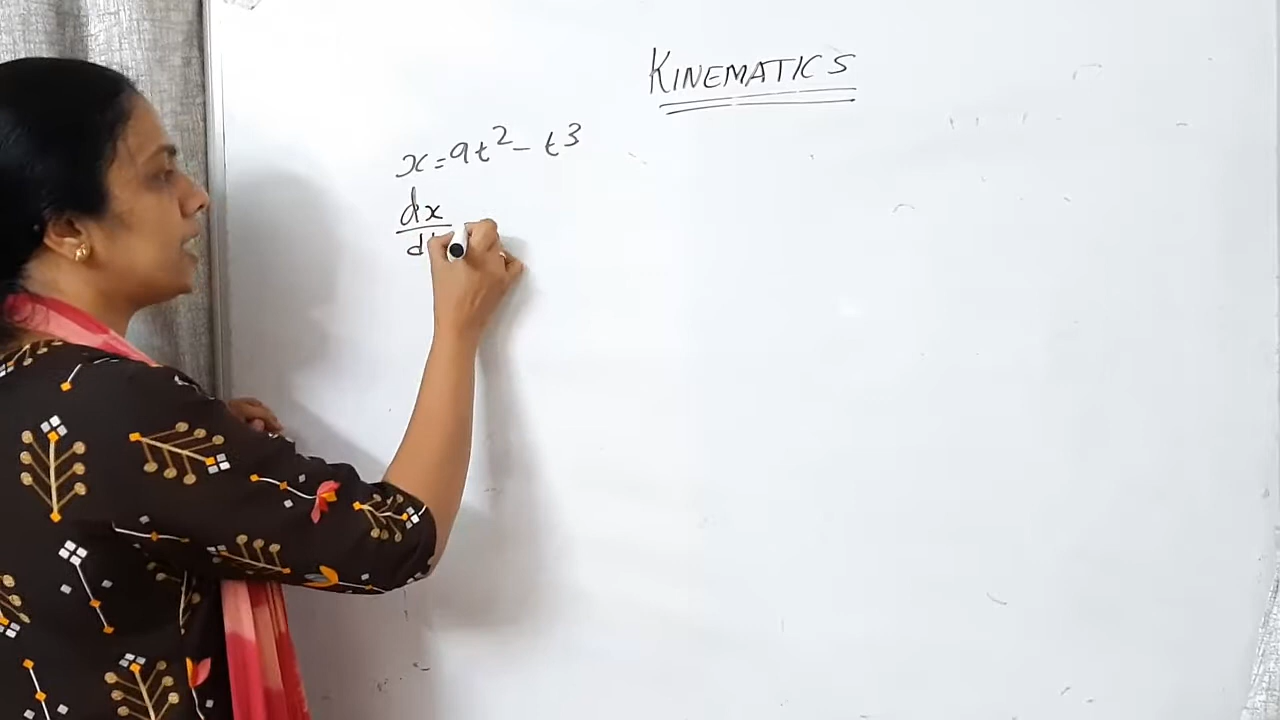 KINEMATICS
x = 9t² - t³
dx
d